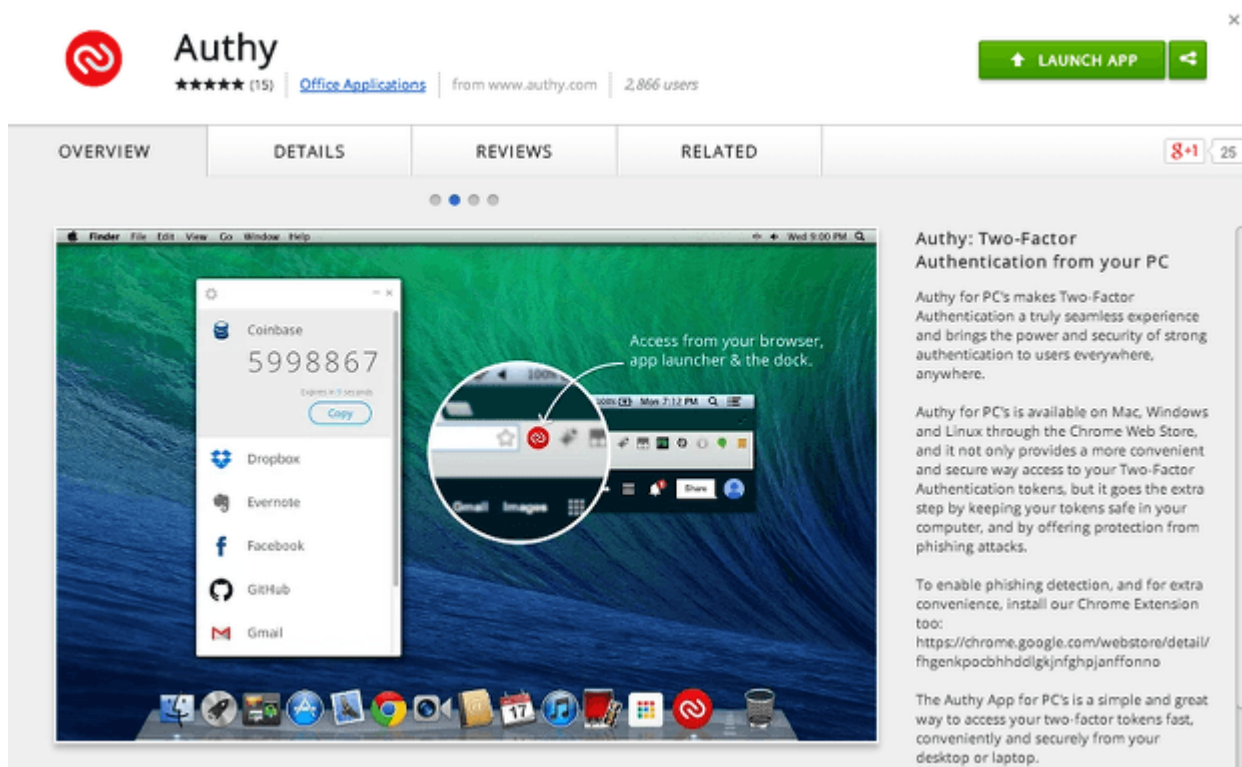 Authy
★★★★★ (15) Office Applications from www.authy.com 2,866 users
LAUNCH APP
OVERVIEW DETAILS REVIEWS RELATED
g+1 25
Finder File Edit View Go Window Help Wed 9:00 PM
Coinbase
5998867
Expires in 9 seconds
Copy
Dropbox
Evernote
Facebook
GitHub
Gmail
Access from your browser,
app launcher & the dock.
100%
100% Mon 7:12 PM
Gmail Images
Share
17
Authy: Two-Factor
Authentication from your PC
Authy for PC's makes Two-Factor
Authentication a truly seamless experience
and brings the power and security of strong
authentication to users everywhere,
anywhere.
Authy for PC's is available on Mac, Windows
and Linux through the Chrome Web Store,
and it not only provides a more convenient
and secure way access to your Two-Factor
Authentication tokens, but it goes the extra
step by keeping your tokens safe in your
computer, and by offering protection from
phishing attacks.
To enable phishing detection, and for extra
convenience, install our Chrome Extension
too:
https://chrome.google.com/webstore/detail/
fhgenkpocbhhddlgkjnfghpjanffonno
The Authy App for PC's is a simple and great
way to access your two-factor tokens fast,
conveniently and securely from your
desktop or laptop.